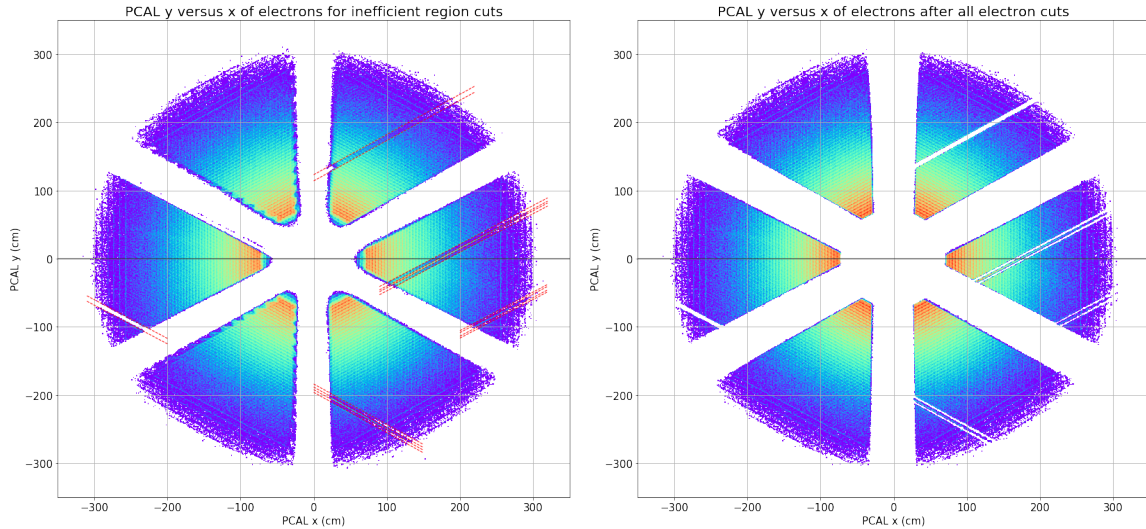 PCAL y versus x of electrons for inefficient region cuts
PCAL y (cm)
300
200
100
0
−100
−200
−300
−300 −200 −100 0 100 200 300
PCAL x (cm)
PCAL y versus x of electrons after all electron cuts
PCAL y (cm)
300
200
100
0
−100
−200
−300
−300 −200 −100 0 100 200 300
PCAL x (cm)